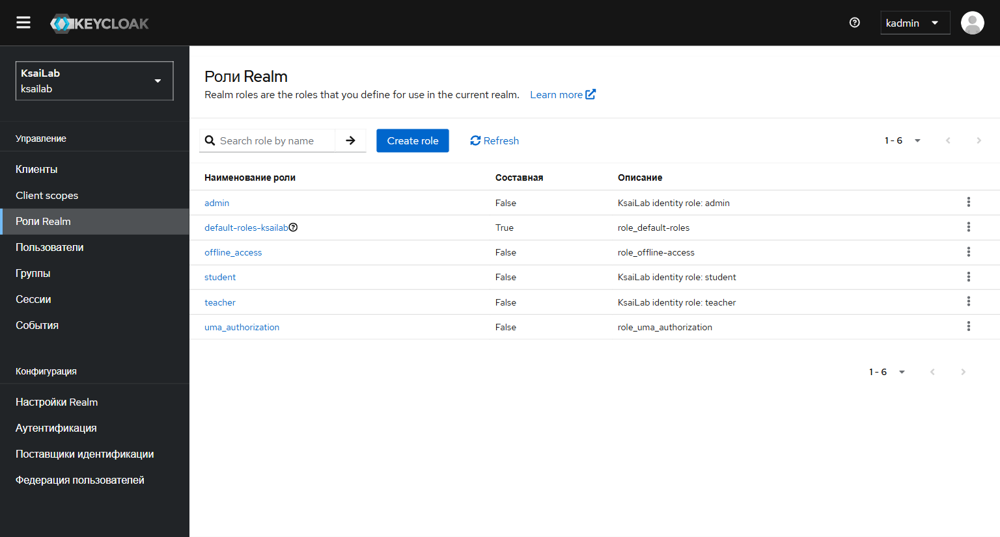 KEYCLOAK
kadmin
KsaiLab
ksailab
Управление
Клиенты
Client scopes
Роли Realm
Пользователи
Группы
Сессии
События
Конфигурация
Настройки Realm
Аутентификация
Поставщики идентификации
Федерация пользователей
Роли Realm
Realm roles are the roles that you define for use in the current realm. Learn more
Search role by name Create role Refresh 1 - 6
Наименование роли Составная Описание
admin False KsaiLab identity role: admin
default-roles-ksailab True role_default-roles
offline_access False role_offline-access
student False KsaiLab identity role: student
teacher False KsaiLab identity role: teacher
uma_authorization False role_uma_authorization
1 - 6